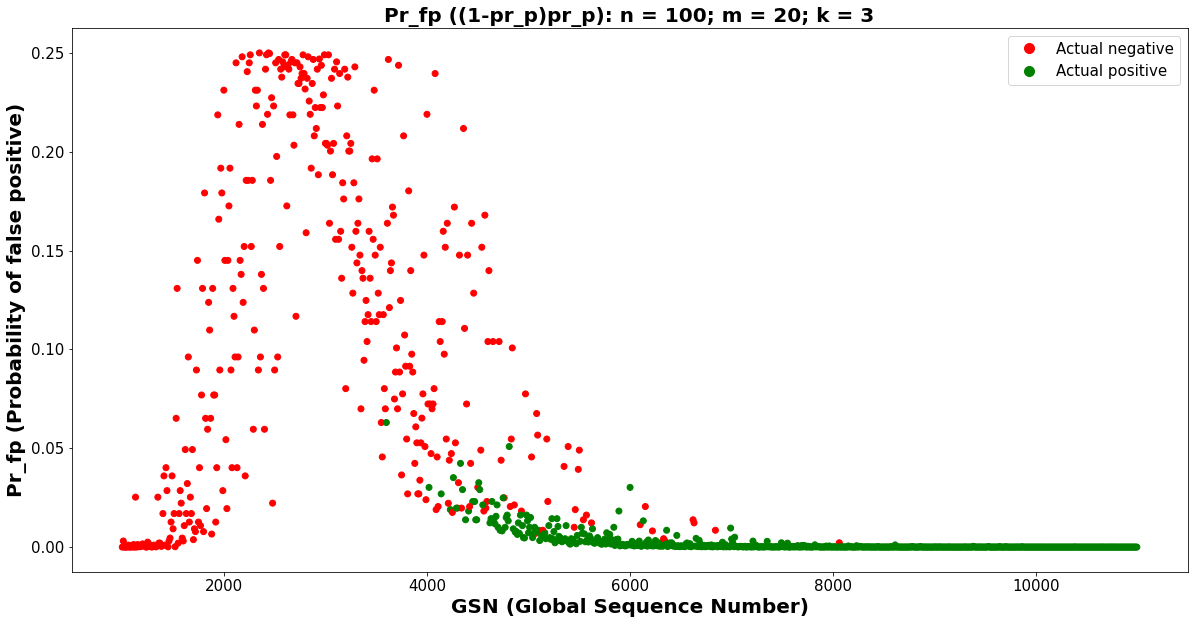 Pr_fp ((1-pr_p)pr_p): n = 100; m = 20; k = 3
Actual negative
Actual positive
Pr_fp (Probability of false positive)
0.25
0.20
0.15
0.10
0.05
0.00
2000 4000 6000 8000 10000
GSN (Global Sequence Number)